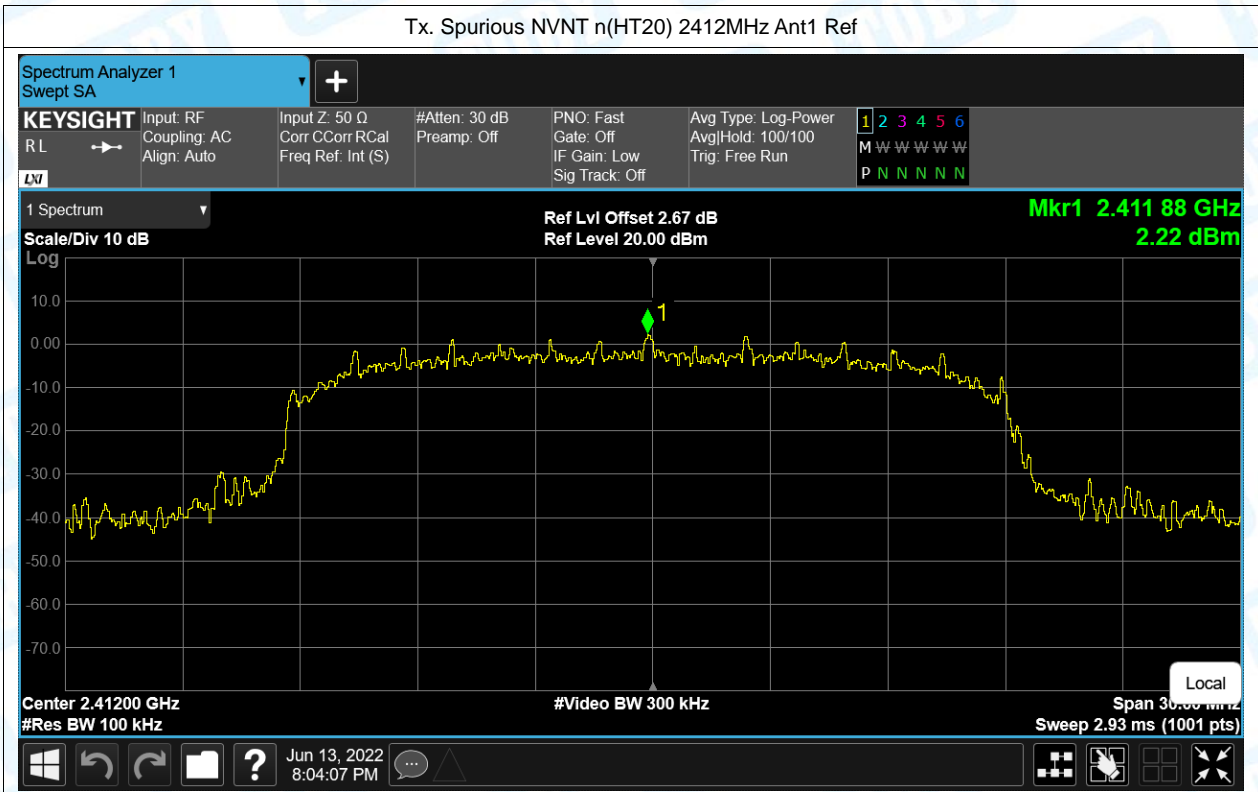 Tx. Spurious NVNT n(HT20) 2412MHz Ant1 Ref
Spectrum Analyzer 1
Swept SA
▼
+
KEYSIGHT
RL
LXI
Input: RF
Coupling: AC
Align: Auto
Input Z: 50 Ω
Corr CCorr RCal
Freq Ref: Int (S)
#Atten: 30 dB
Preamp: Off
PNO: Fast
Gate: Off
IF Gain: Low
Sig Track: Off
Avg Type: Log-Power
Avg|Hold: 100/100
Trig: Free Run
1 2 3 4 5 6
M W W W W W
P N N N N N
1 Spectrum ▼
Scale/Div 10 dB
Ref Lvl Offset 2.67 dB
Ref Level 20.00 dBm
Mkr1 2.411 88 GHz
2.22 dBm
Log
10.0
0.00
-10.0
-20.0
-30.0
-40.0
-50.0
-60.0
-70.0
1
Center 2.41200 GHz
#Res BW 100 kHz
#Video BW 300 kHz
Local
Span 30.00 MHz
Sweep 2.93 ms (1001 pts)
?
Jun 13, 2022
8:04:07 PM